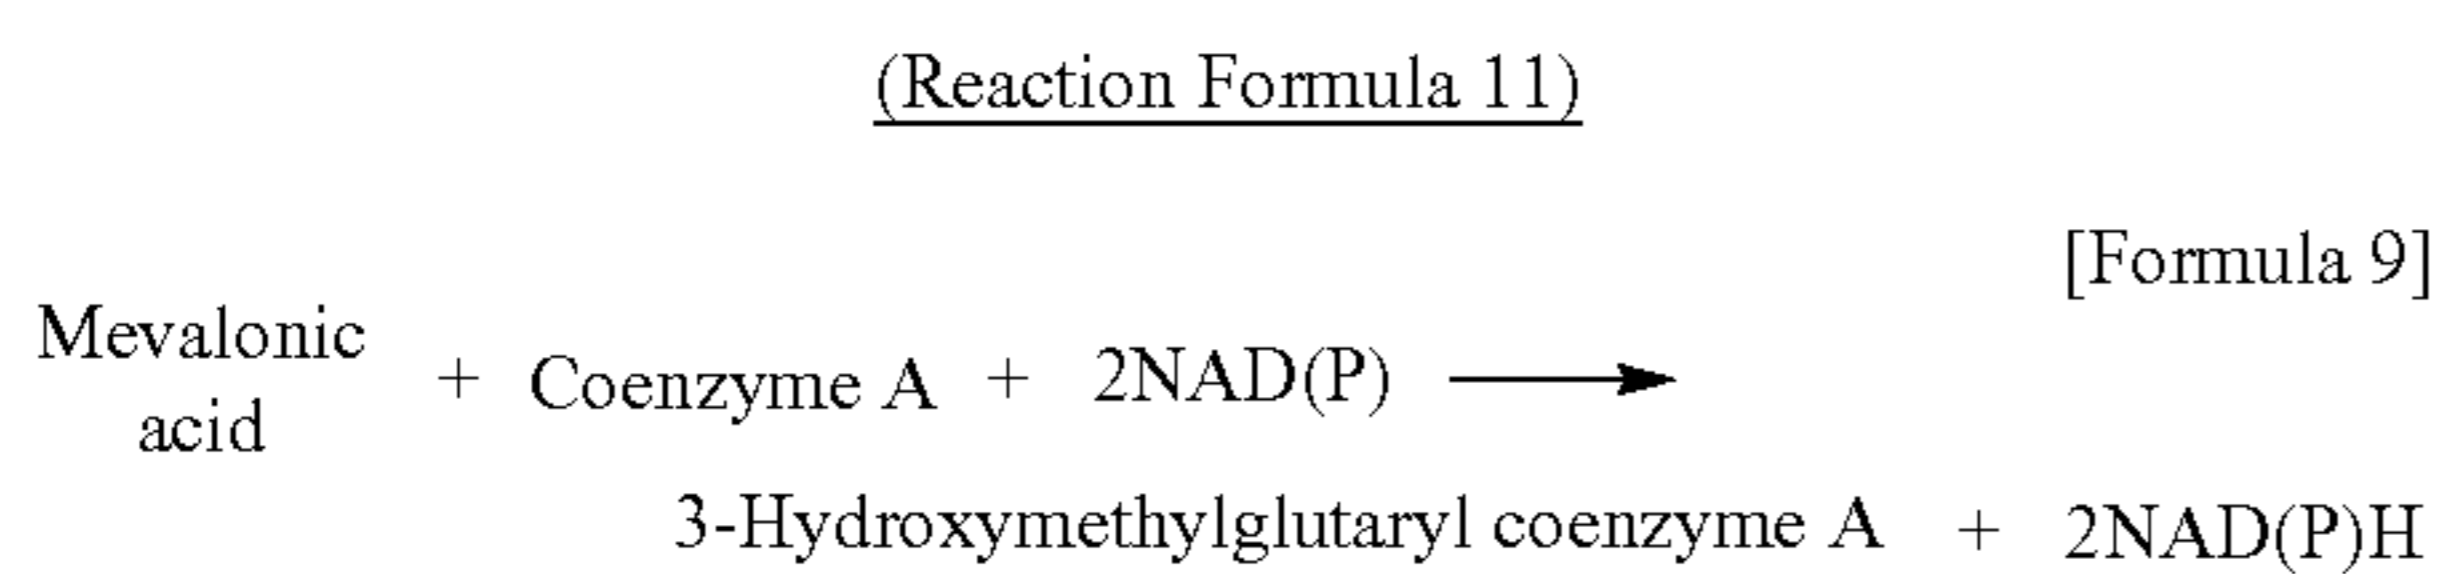 (Reaction Formula 11)
[Formula 9]
Mevalonic
acid
+ Coenzyme A + 2NAD(P) ⟶
3-Hydroxymethylglutaryl coenzyme A + 2NAD(P)H